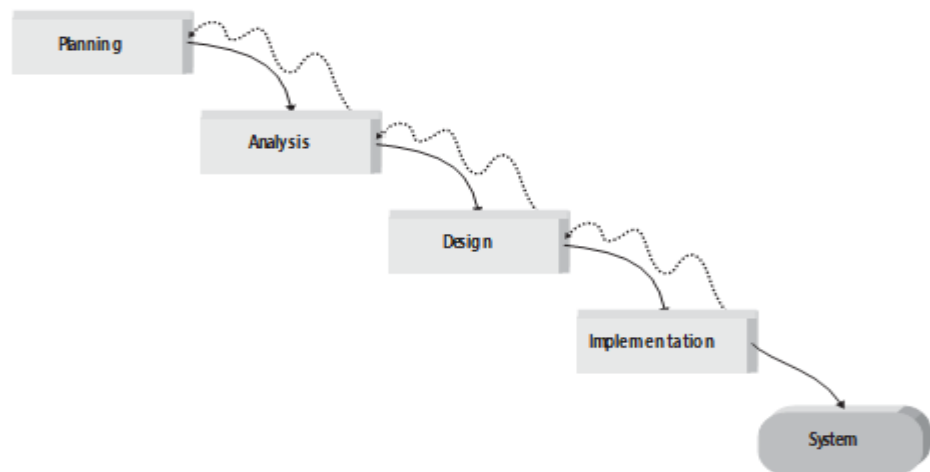 Planning
Analysis
Design
Implementation
System